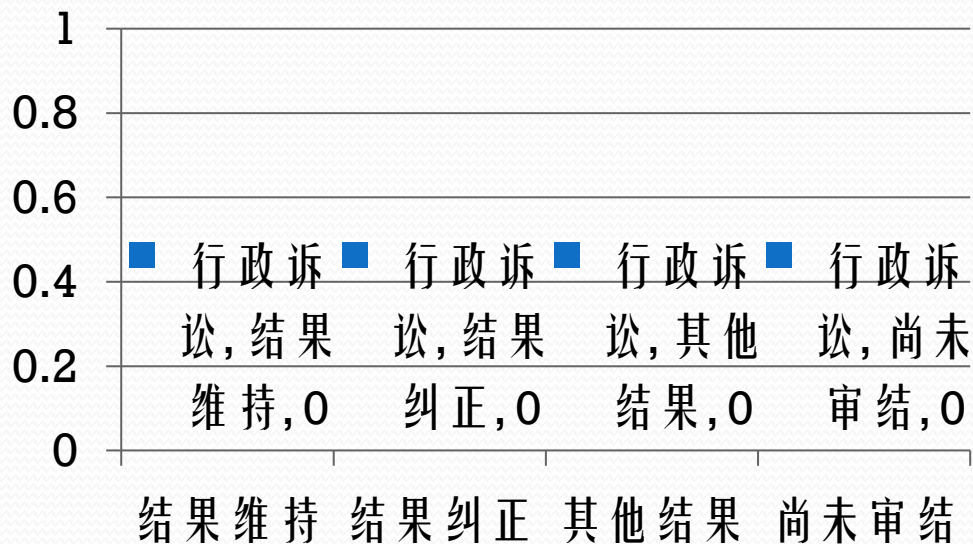 1
0.8
0.6
0.4
0.2
0
行政诉
讼,结果
维持,0
行政诉
讼,结果
纠正,0
行政诉
讼,其他
结果,0
行政诉
讼,尚未
审结,0
结果维持 结果纠正 其他结果 尚未审结